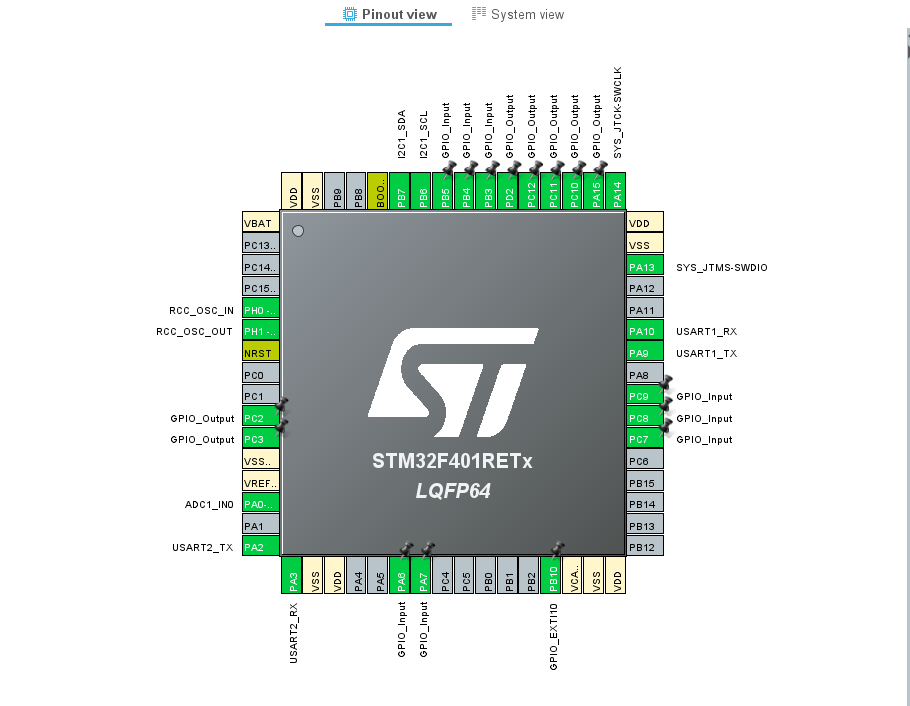 Pinout view
System view
I2C1_SDA
I2C1_SCL
GPIO_Input
GPIO_Input
GPIO_Input
GPIO_Output
GPIO_Output
GPIO_Output
GPIO_Output
GPIO_Output
SYS_JTCK-SWCLK
VDD
VSS
PB9
PB8
BOO..
PB7
PB6
PB5
PB4
PB3
PD2
PC12
PC11
PC10
PA15
PA14
VBAT
PC13..
PC14..
PC15..
RCC_OSC_IN PH0-..
RCC_OSC_OUT PH1-..
NRST
PC0
PC1
GPIO_Output PC2
GPIO_Output PC3
VSS..
VREF..
ADC1_IN0 PA0-..
PA1
USART2_TX PA2
ST
STM32F401RETx
LQFP64
VDD
VSS
PA13 SYS_JTMS-SWDIO
PA12
PA11
PA10 USART1_RX
PA9 USART1_TX
PA8
PC9 GPIO_Input
PC8 GPIO_Input
PC7 GPIO_Input
PC6
PB15
PB14
PB13
PB12
PA3
VSS
VDD
PA4
PA5
PA6
PA7
PC4
PC5
PB0
PB1
PB2
PB10
VCA..
VSS
VDD
USART2_RX
GPIO_Input
GPIO_Input
GPIO_EXTI10